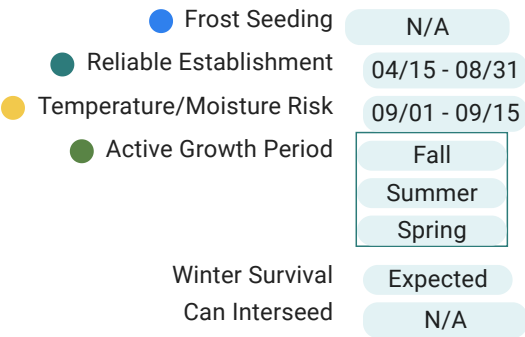 Frost Seeding N/A
Reliable Establishment 04/15 - 08/31
Temperature/Moisture Risk 09/01 - 09/15
Active Growth Period Fall
Summer
Spring
Winter Survival Expected
Can Interseed N/A